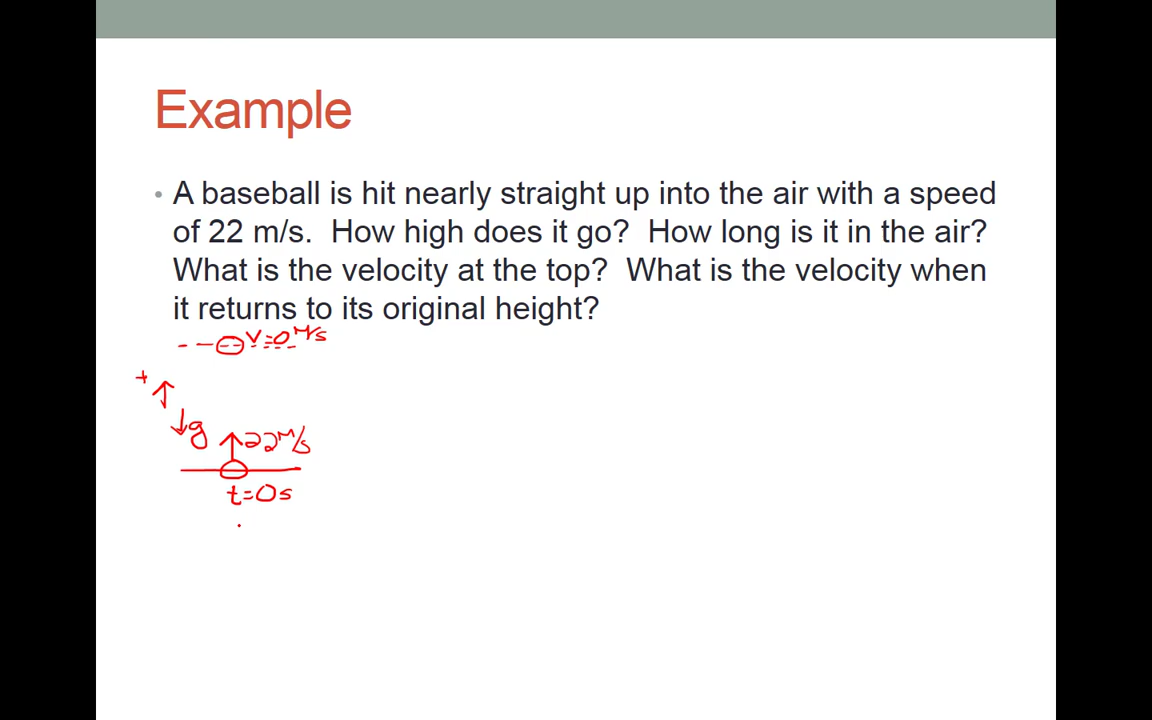 Example
• A baseball is hit nearly straight up into the air with a speed
of 22 m/s. How high does it go? How long is it in the air?
What is the velocity at the top? What is the velocity when
it returns to its original height?
v=0 m/s
+
g
22 m/s
t=0s